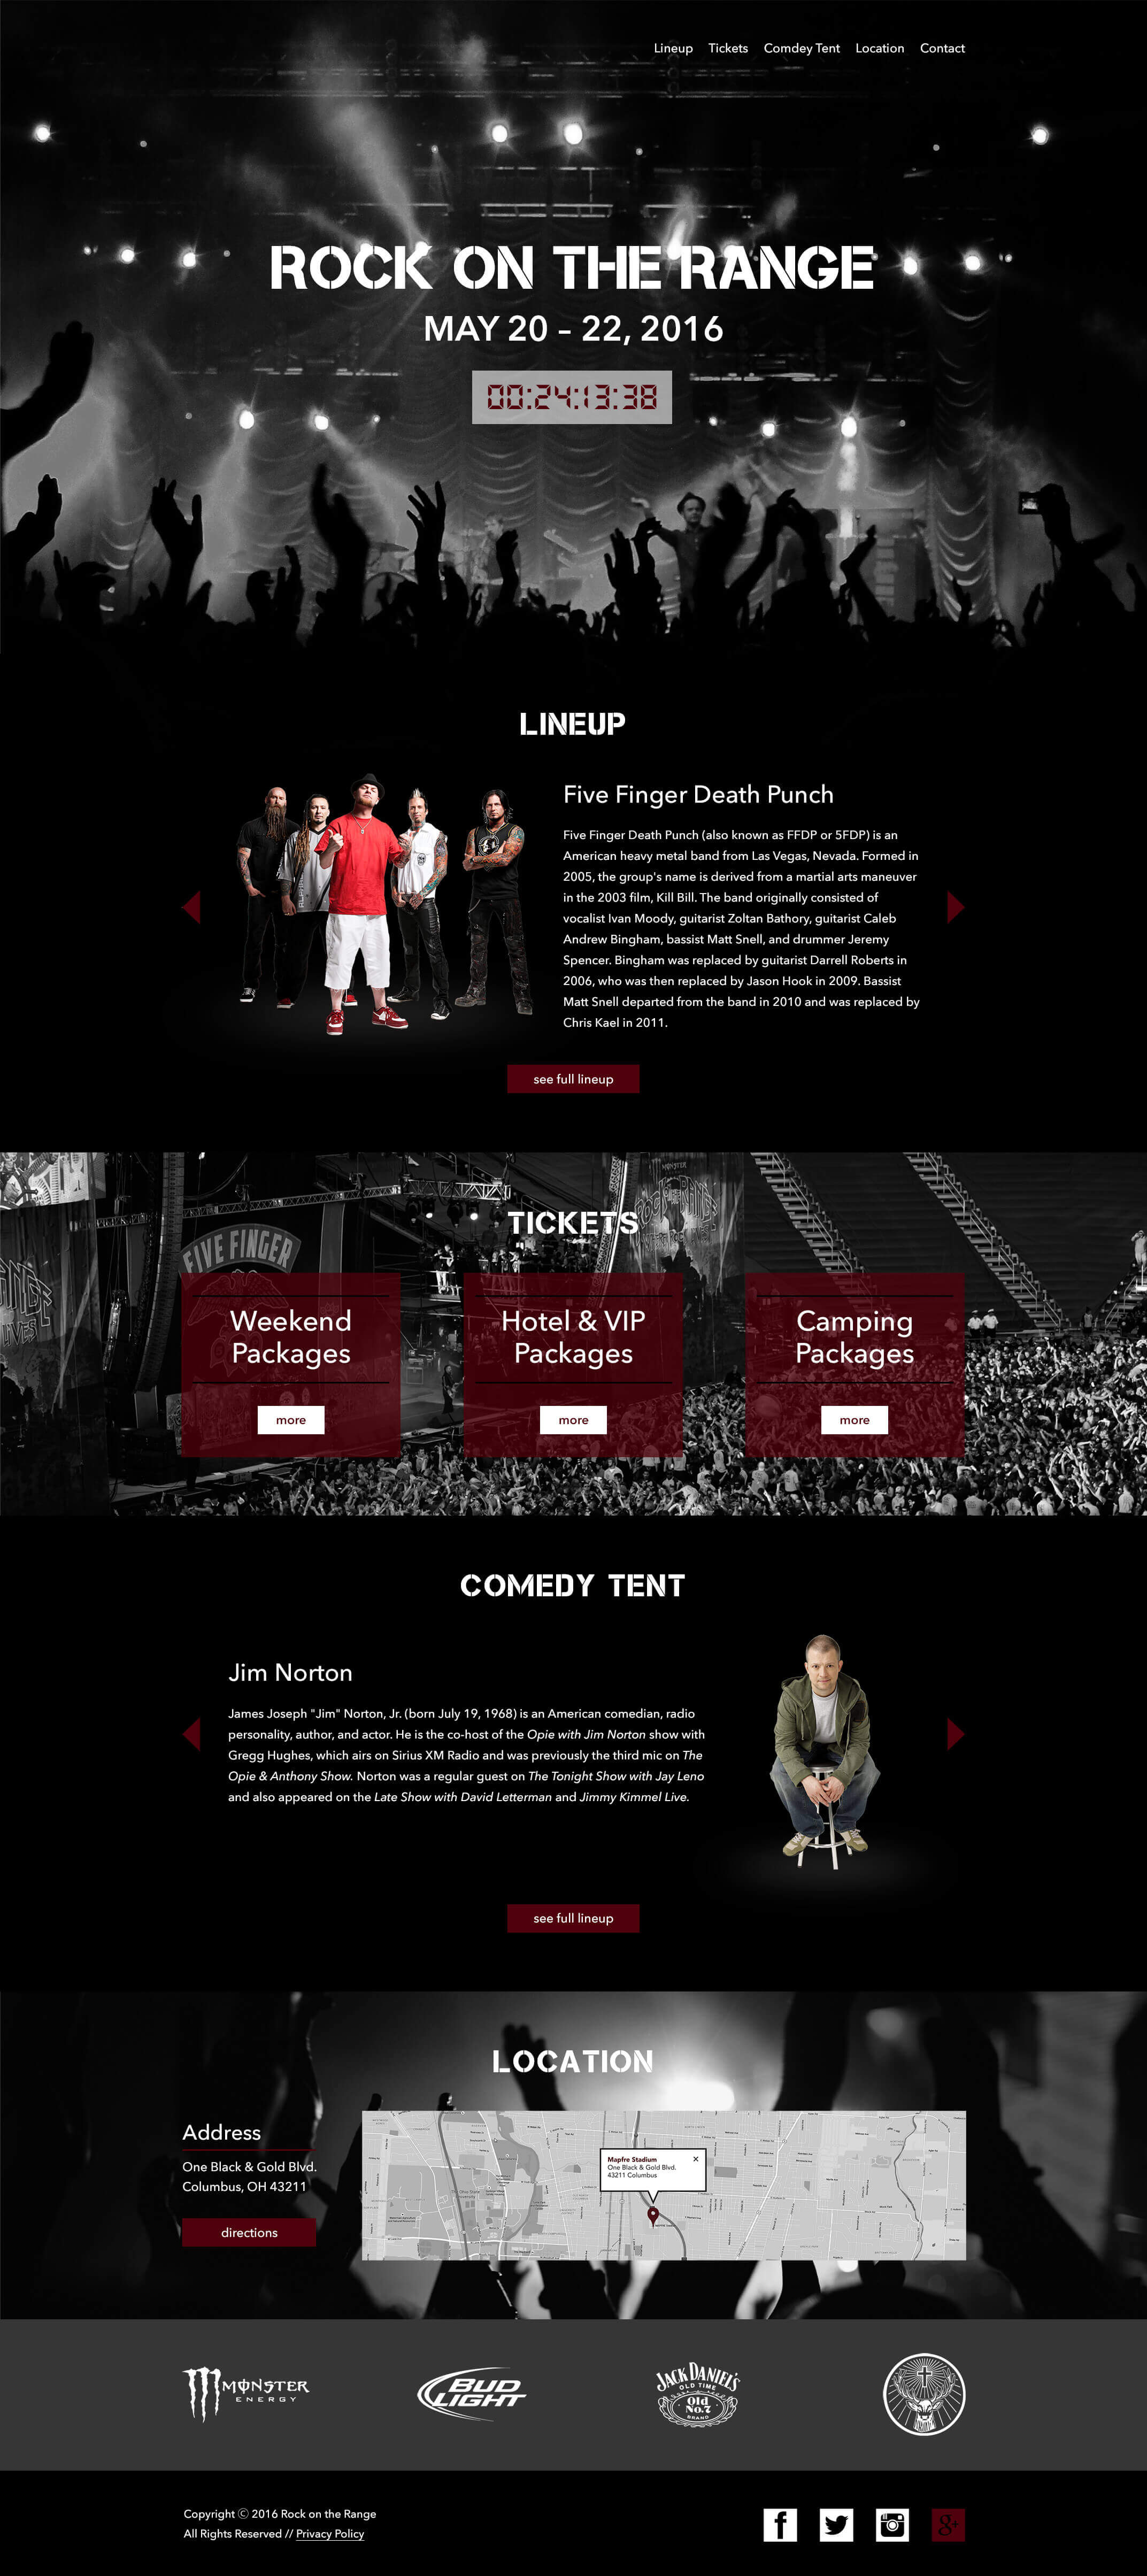 Lineup Tickets Comdey Tent Location Contact
ROCK ON THE RANGE
MAY 20 – 22, 2016
00:24:13:38
LINEUP
Five Finger Death Punch
Five Finger Death Punch (also known as FFDP or 5FDP) is an
American heavy metal band from Las Vegas, Nevada. Formed in
2005, the group's name is derived from a martial arts maneuver
in the 2003 film, Kill Bill. The band originally consisted of
vocalist Ivan Moody, guitarist Zoltan Bathory, guitarist Caleb
Andrew Bingham, bassist Matt Snell, and drummer Jeremy
Spencer. Bingham was replaced by guitarist Darrell Roberts in
2006, who was then replaced by Jason Hook in 2009. Bassist
Matt Snell departed from the band in 2010 and was replaced by
Chris Kael in 2011.
see full lineup
MONSTER
TICKETS
FIVE FINGER
Weekend
Packages
more
Hotel & VIP
Packages
more
Camping
Packages
more
COMEDY TENT
Jim Norton
James Joseph "Jim" Norton, Jr. (born July 19, 1968) is an American comedian, radio
personality, author, and actor. He is the co-host of the Opie with Jim Norton show with
Gregg Hughes, which airs on Sirius XM Radio and was previously the third mic on The
Opie & Anthony Show. Norton was a regular guest on The Tonight Show with Jay Leno
and also appeared on the Late Show with David Letterman and Jimmy Kimmel Live.
see full lineup
LOCATION
Address
One Black & Gold Blvd.
Columbus, OH 43211
directions
Mapfre Stadium
One Black & Gold Blvd.
43211 Columbus
MONSTER
ENERGY
BUD
LIGHT
JACK DANIEL'S
OLD TIME
Old
No.7
BRAND
Copyright © 2016 Rock on the Range
All Rights Reserved // Privacy Policy